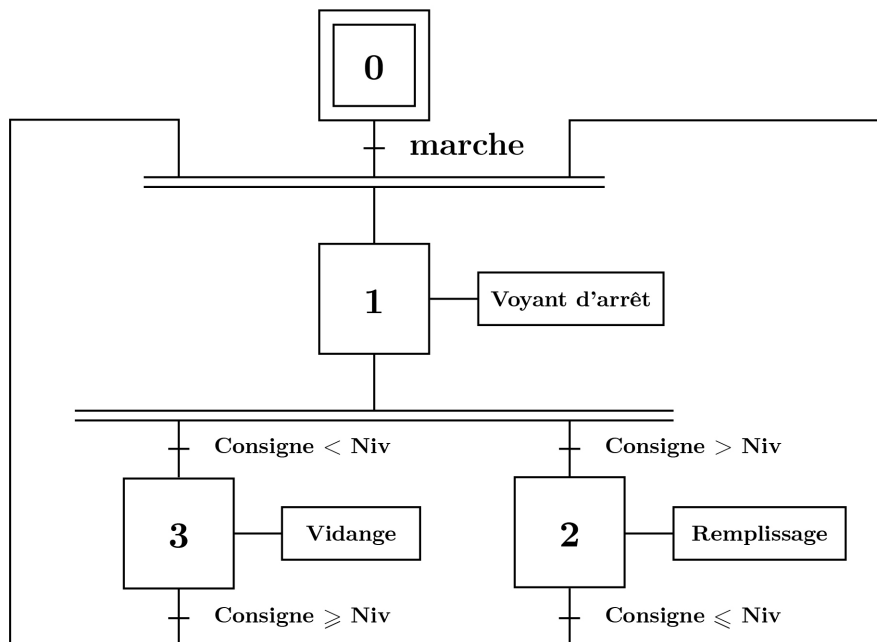 0
marche
1
Voyant d'arrêt
Consigne < Niv
Consigne > Niv
3
Vidange
2
Remplissage
Consigne ⩾ Niv
Consigne ⩽ Niv